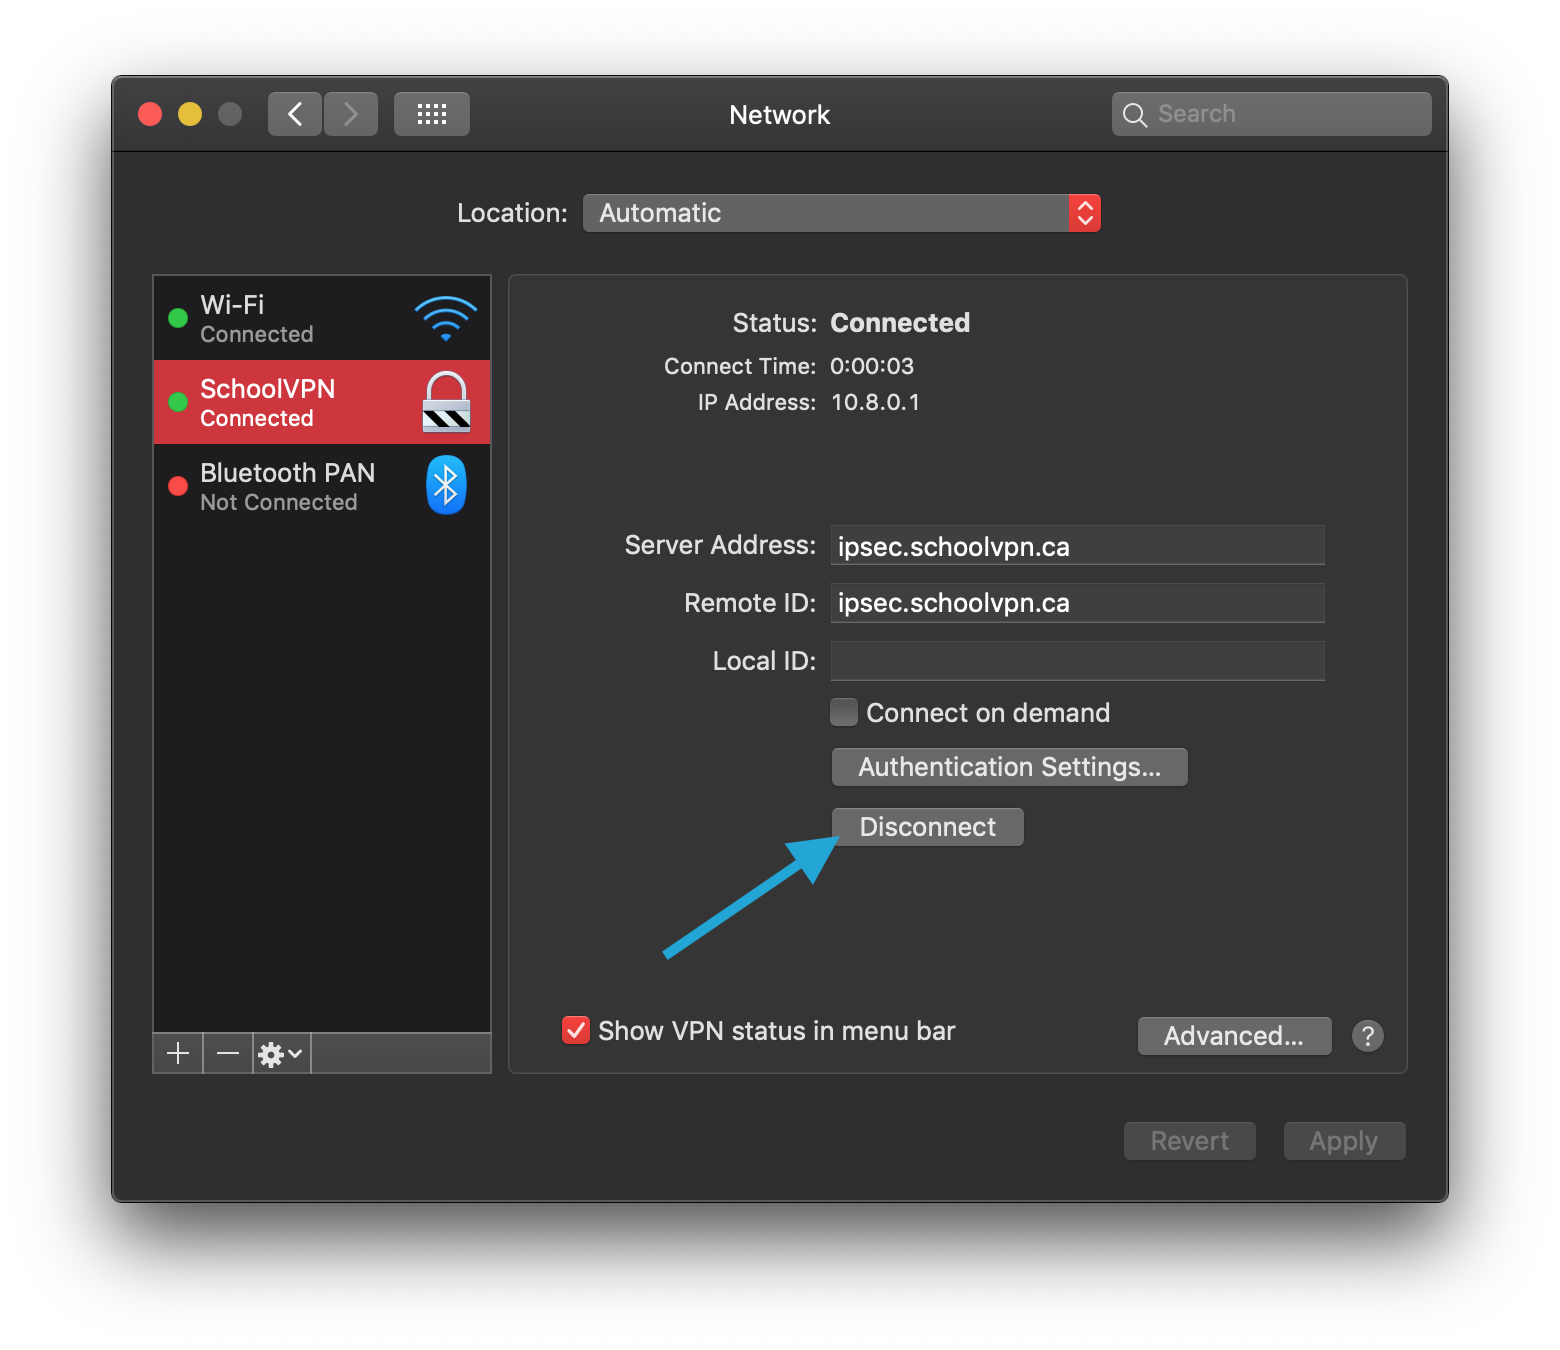 Network
Search
Location: Automatic
Wi-Fi
Connected
SchoolVPN
Connected
Bluetooth PAN
Not Connected
Status: Connected
Connect Time: 0:00:03
IP Address: 10.8.0.1
Server Address: ipsec.schoolvpn.ca
Remote ID: ipsec.schoolvpn.ca
Local ID:
Connect on demand
Authentication Settings...
Disconnect
Show VPN status in menu bar
Advanced...
?
Revert
Apply